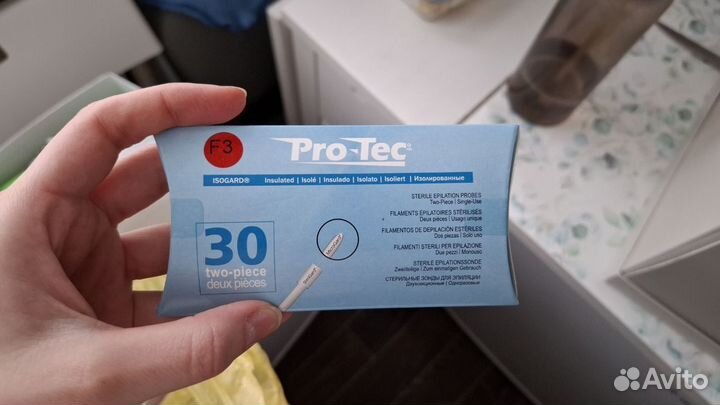 F3
Pro-Tec®
ISOGARD® Insulated | Isolé | Insulado | Isolato | Isoliert | Изолированные
STERILE EPILATION PROBES
Two-Piece | Single-Use
FILAMENTS EPILATOIRES STÉRILISÉS
Deux pièces | Usage unique
FILAMENTOS DE DEPILACIÓN ESTÉRILES
Dos piezas | Solo uso
FILAMENTI STERILI PER EPILAZIONE
Due pezzi | Monouso
STERILE EPILATIONSSONDE
Zweiteilige | Zum einmaligen Gebrauch
СТЕРИЛЬНЫЕ ЗОНДЫ ДЛЯ ЭПИЛЯЦИИ
Двухсекционные | Одноразовые
30
two-piece
deux pièces
Avito